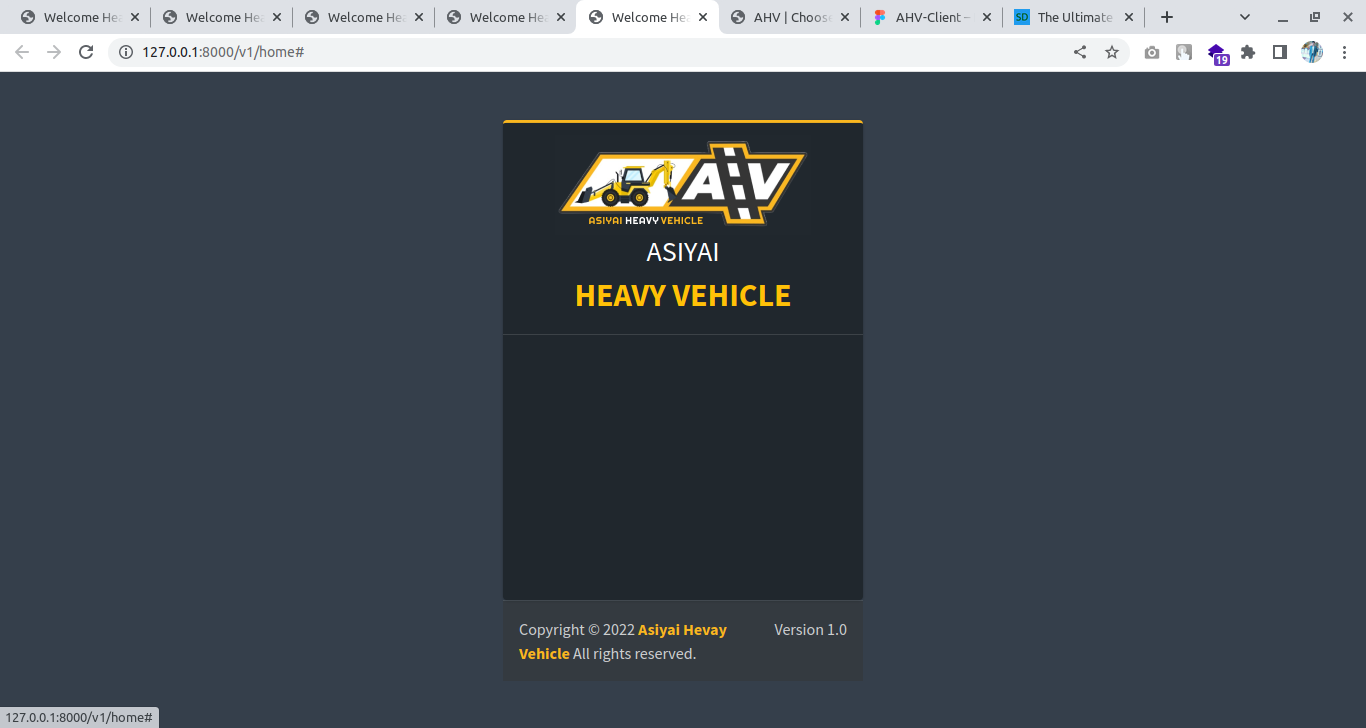 Welcome Hea
Welcome Hea
Welcome Hea
Welcome Hea
Welcome Hea
AHV | Choose
AHV-Client –
SD
The Ultimate
127.0.0.1:8000/v1/home#
19
AHV
ASIYAI HEAVY VEHICLE
ASIYAI
HEAVY VEHICLE
Copyright © 2022 Asiyai Hevay Version 1.0
Vehicle All rights reserved.
127.0.0.1:8000/v1/home#